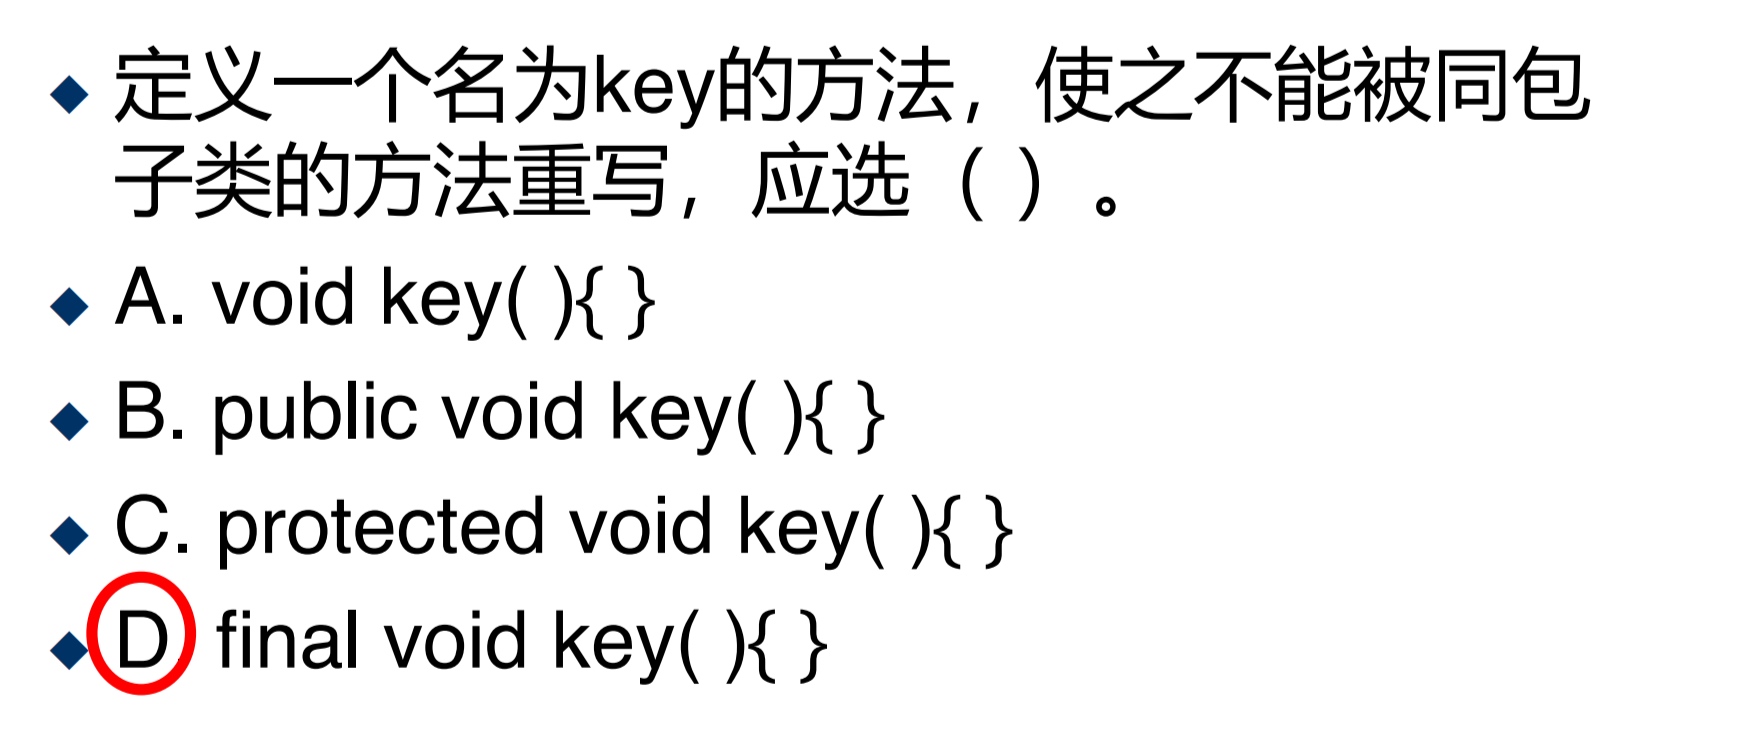 定义一个名为key的方法，使之不能被同包
子类的方法重写，应选（ ）。
A. void key( ){ }
B. public void key( ){ }
C. protected void key( ){ }
D. final void key( ){ }